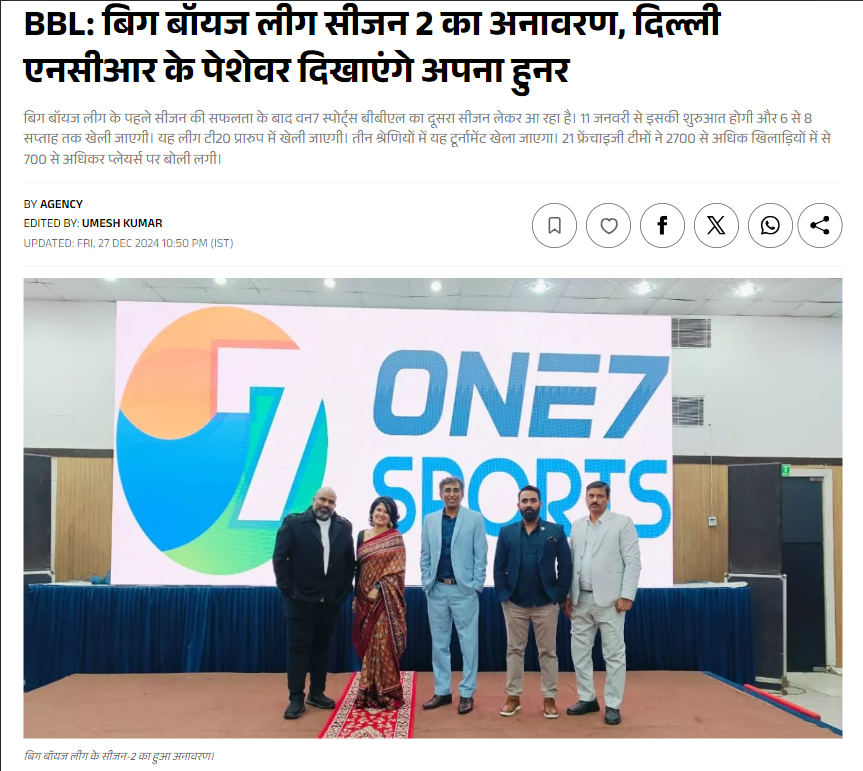 BBL: बिग बॉयज लीग सीजन 2 का अनावरण, दिल्ली
एनसीआर के पेशेवर दिखाएंगे अपना हुनर
बिग बॉयज लीग के पहले सीजन की सफलता के बाद वन7 स्पोर्ट्स बीबीएल का दूसरा सीजन लेकर आ रहा है। 11 जनवरी से इसकी शुरुआत होगी और 6 से 8
सप्ताह तक खेली जाएगी। यह लीग टी20 प्रारुप में खेली जाएगी। तीन श्रेणियों में यह टूर्नामेंट खेला जाएगा। 21 फ्रेंचाइजी टीमों ने 2700 से अधिक खिलाड़ियों में से
700 से अधिकर प्लेयर्स पर बोली लगी।
BY AGENCY
EDITED BY: UMESH KUMAR
UPDATED: FRI, 27 DEC 2024 10:50 PM (IST)
7
ONE7
SPORTS
बिग बॉयज लीग के सीजन-2 का हुआ अनावरण।